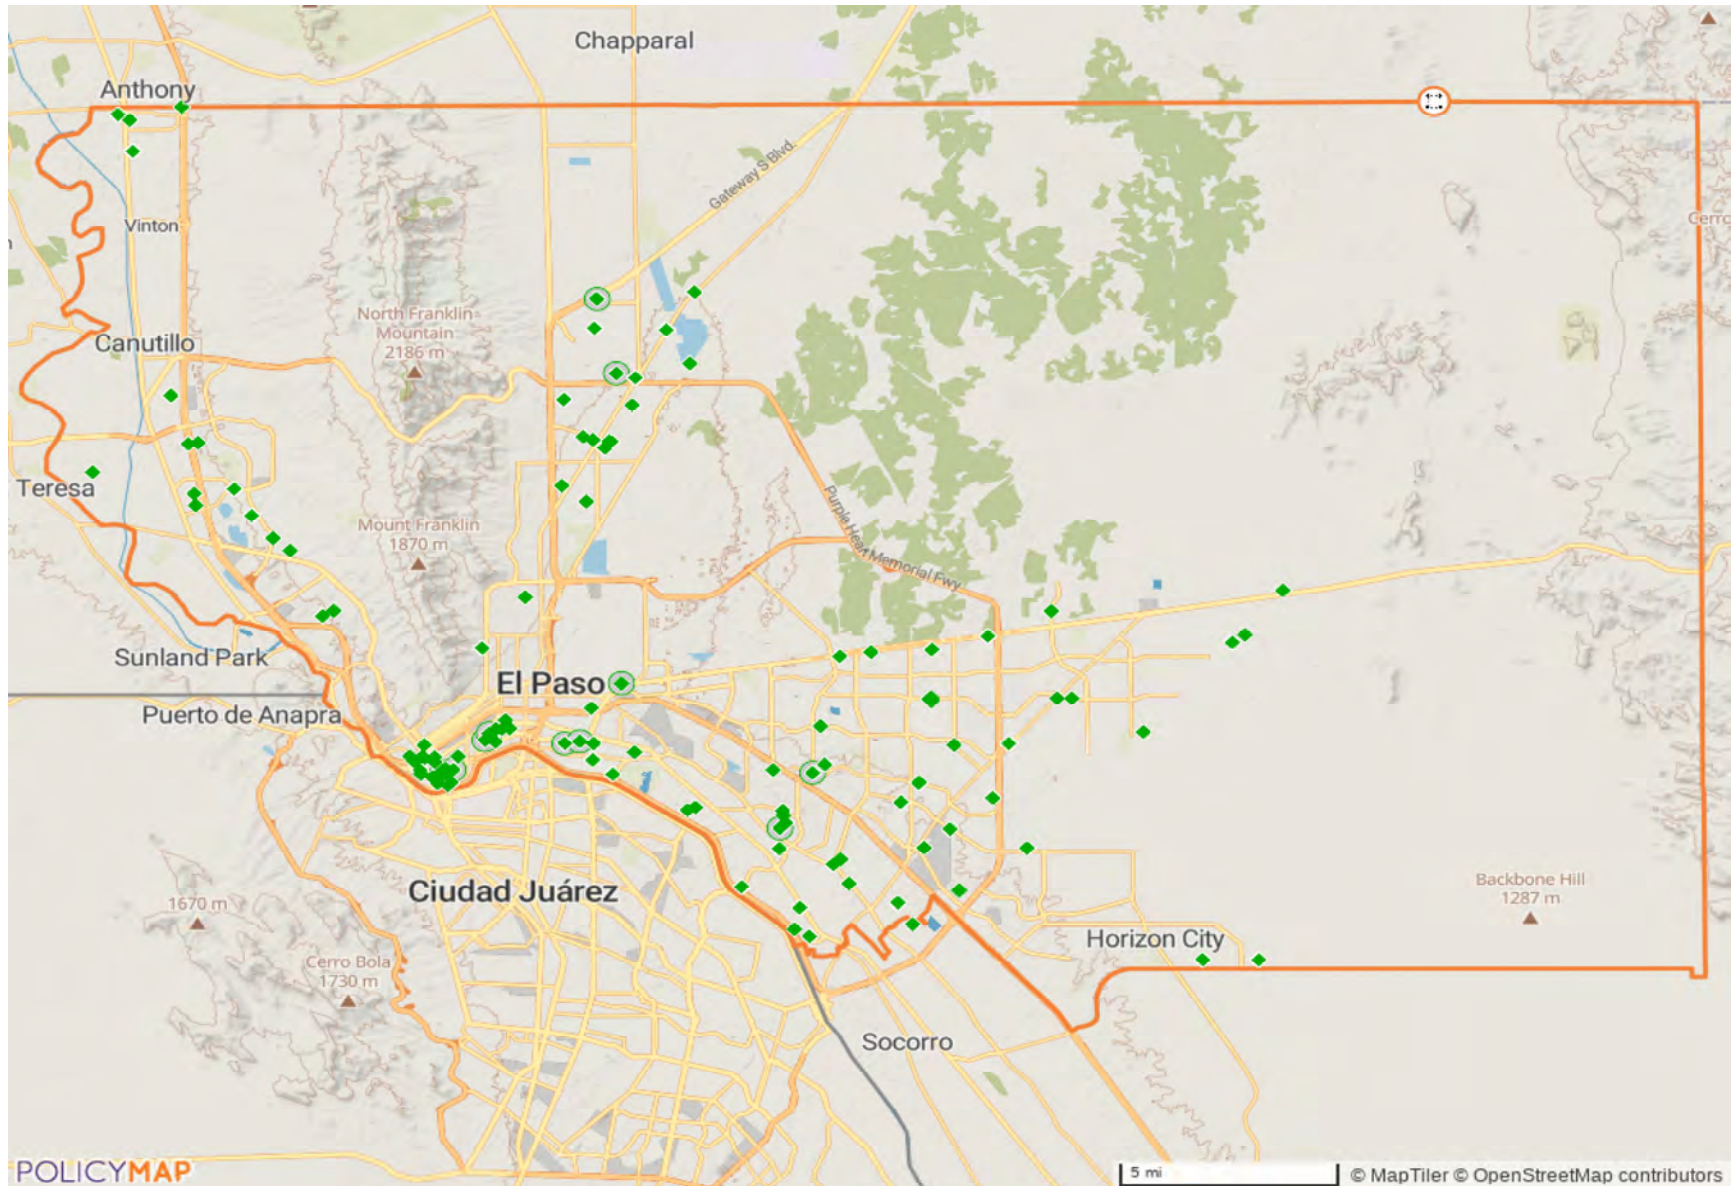 Chapparal
Anthony
Gateway S Blvd.
Cerro
Vinton
North Franklin
Mountain
2186 m
Canutillo
Teresa
Mount Franklin
1870 m
Purple Heart Memorial Fwy
Sunland Park
El Paso
Puerto de Anapra
Ciudad Juárez
Backbone Hill
1287 m
1670 m
Horizon City
Cerro Bola
1730 m
Socorro
POLICYMAP
5 mi
© MapTiler © OpenStreetMap contributors